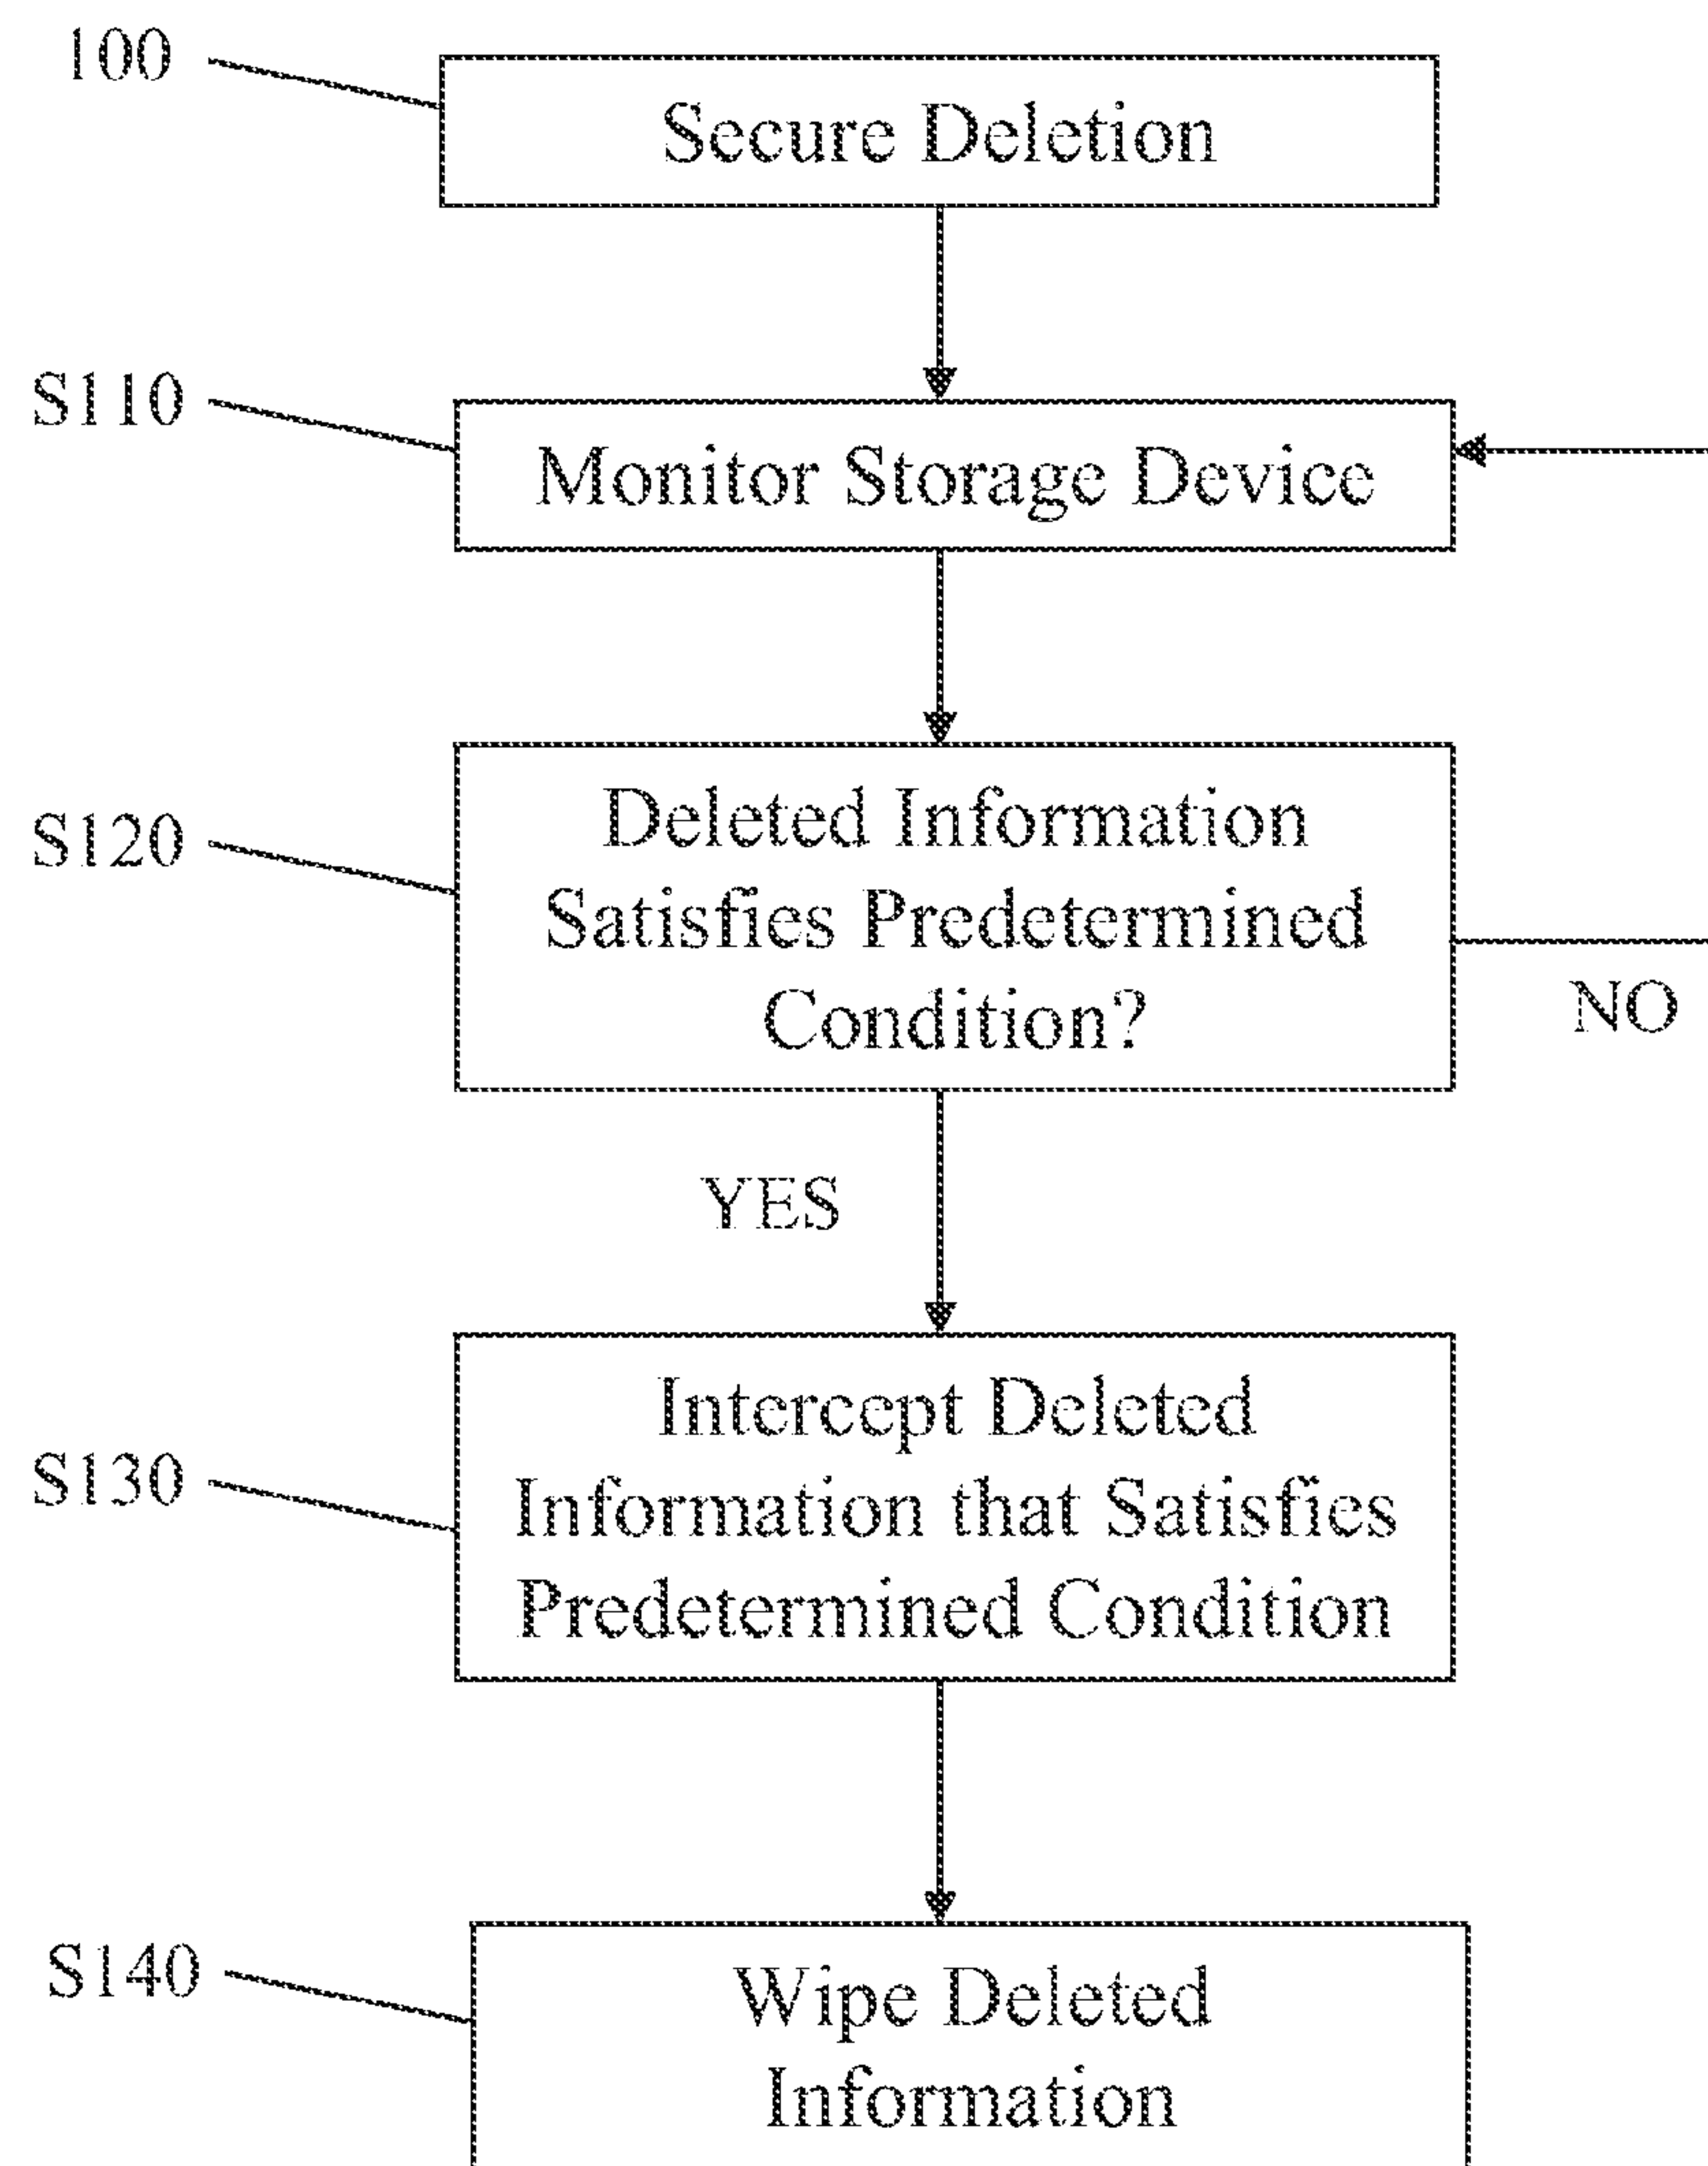 100
Secure Deletion
S110
Monitor Storage Device
S120
Deleted Information
Satisfies Predetermined
Condition?
NO
YES
S130
Intercept Deleted
Information that Satisfies
Predetermined Condition
S140
Wipe Deleted
Information